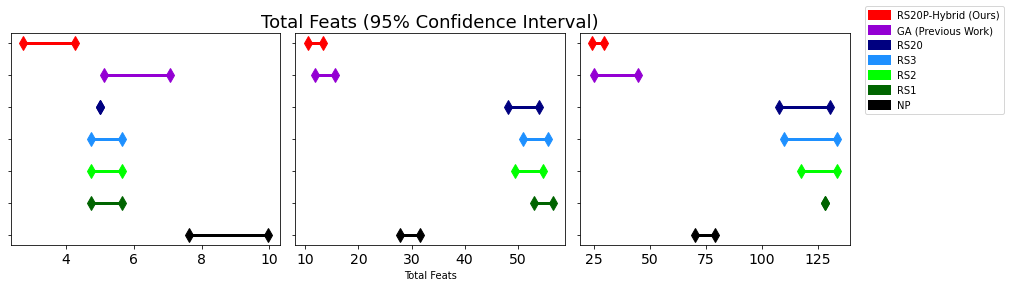 Total Feats (95% Confidence Interval)
RS20P-Hybrid (Ours)
GA (Previous Work)
RS20
RS3
RS2
RS1
NP
4 6 8 10
10 20 30 40 50
25 50 75 100 125
Total Feats